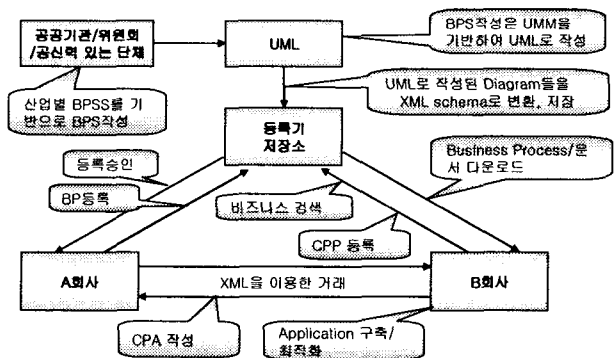 공공기관/위원회
/공신력 있는 단체
UML
BPS작성은 UMM을
기반하여 UML로 작성
산업별 BPSS를 기
반으로 BPS작성
UML로 작성된 Diagram들을
XML schema로 변환, 저장
등록기
저장소
등록승인
BP등록
Business Process/문
서 다운로드
비즈니스 검색
CPP 등록
A회사
XML을 이용한 거래
B회사
CPA 작성
Application 구축/
최적화